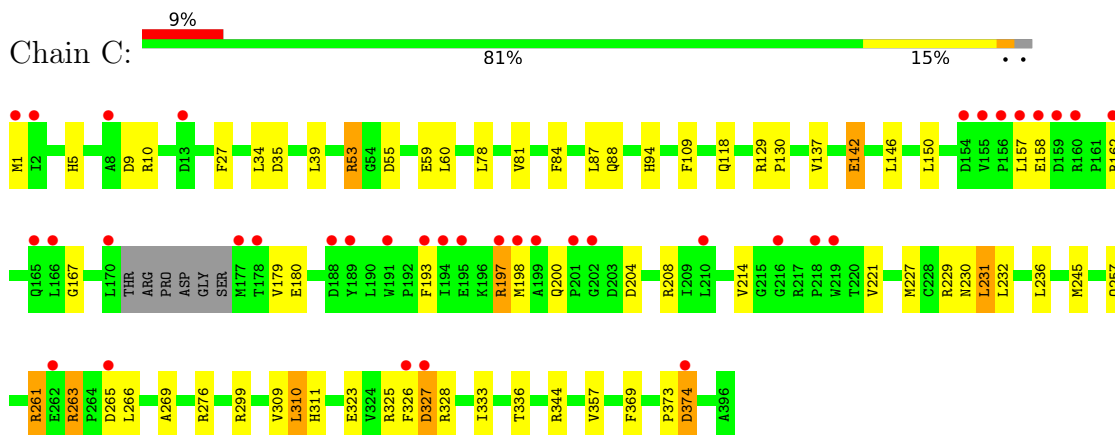 9%
Chain C:
81% 15% • •
M1 I2 H5 A8 D9 R10 D13 F27 L34 D35 L39 R53 G54 D55 E59 L60 L78 V81 F84 L87 Q88 H94 F109 Q118 R129 P130 V137 E142 L146 L150 D154 V155 P156 L157 E158 D159 R160 P161
Q165 L166 G167 L170 THR ARG PRO ASP GLY SER M177 T178 V179 E180 D188 Y189 L190 W191 P192 F193 I194 E195 K196 R197 M198 A199 Q200 P201 G202 D203 D204 R208 I209 L210 V214 G215 G216 R217 P218 W219 T220 V221 M227 C228 R229 N230 L231 L232 L236 M245
R261 E262 R263 P264 D265 L266 A269 R276 R299 V309 L310 H311 E323 V324 R325 F326 D327 R328 I333 T336 R344 V357 F369 P373 D374 A396